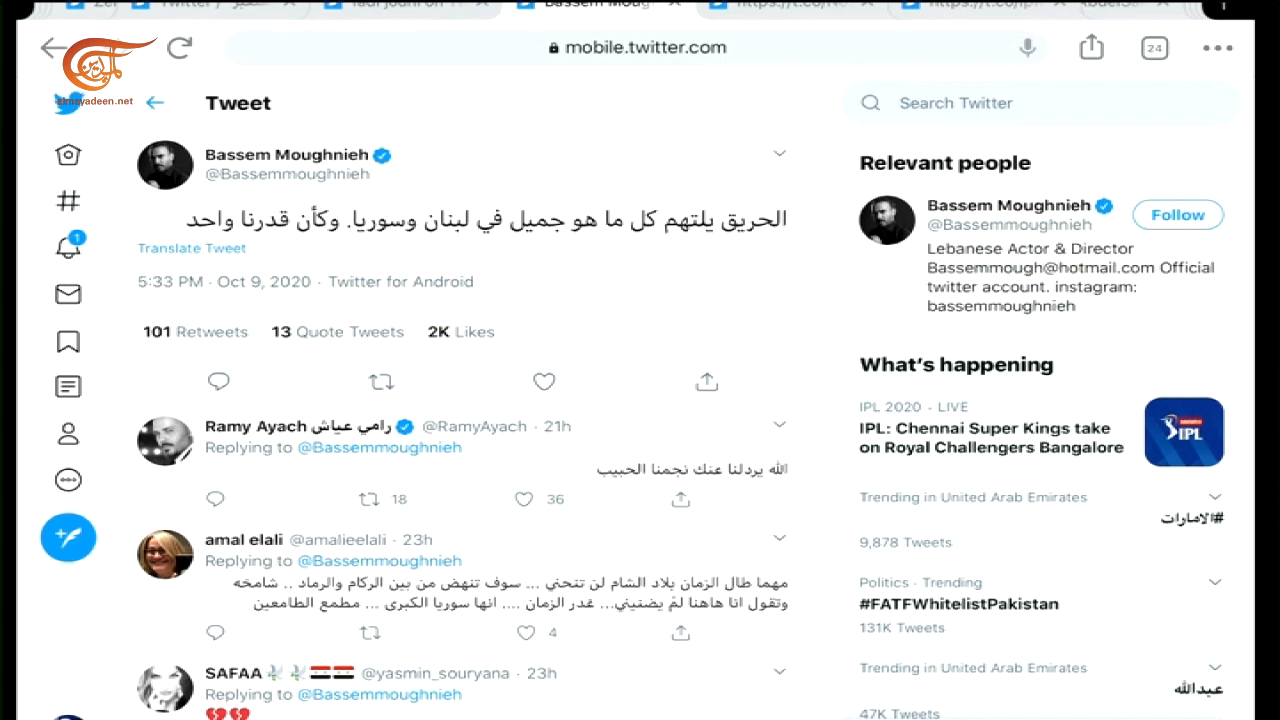 mobile.twitter.com
24
almayadeen.net
Tweet
Search Twitter
Bassem Moughnieh
@Bassemmoughnieh
الحريق يلتهم كل ما هو جميل في لبنان وسوريا. وكأن قدرنا واحد
Translate Tweet
5:33 PM · Oct 9, 2020 · Twitter for Android
101 Retweets 13 Quote Tweets 2K Likes
1
Ramy Ayach رامي عياش @RamyAyach · 21h
Replying to @Bassemmoughnieh
الله يردلنا عنك نجمنا الحبيب
18 36
amal elali @amalieelali · 23h
Replying to @Bassemmoughnieh
مهما طال الزمان بلاد الشام لن تنحني ... سوف تنهض من بين الركام والرماد .. شامخه
وتقول انا هاهنا لمْ يضنيني... غدر الزمان .... انها سوريا الكبرى ... مطمع الطامعين
4
SAFAA @yasmin_souryana · 23h
Replying to @Bassemmoughnieh
Relevant people
Bassem Moughnieh
@Bassemmoughnieh
Follow
Lebanese Actor & Director
Bassemmough@hotmail.com Official
twitter account. instagram:
bassemmoughnieh
What's happening
IPL 2020 · LIVE
IPL: Chennai Super Kings take
on Royal Challengers Bangalore
IPL
Trending in United Arab Emirates
#الامارات
9,878 Tweets
Politics · Trending
#FATFWhitelistPakistan
131K Tweets
Trending in United Arab Emirates
عبدالله
47K Tweets